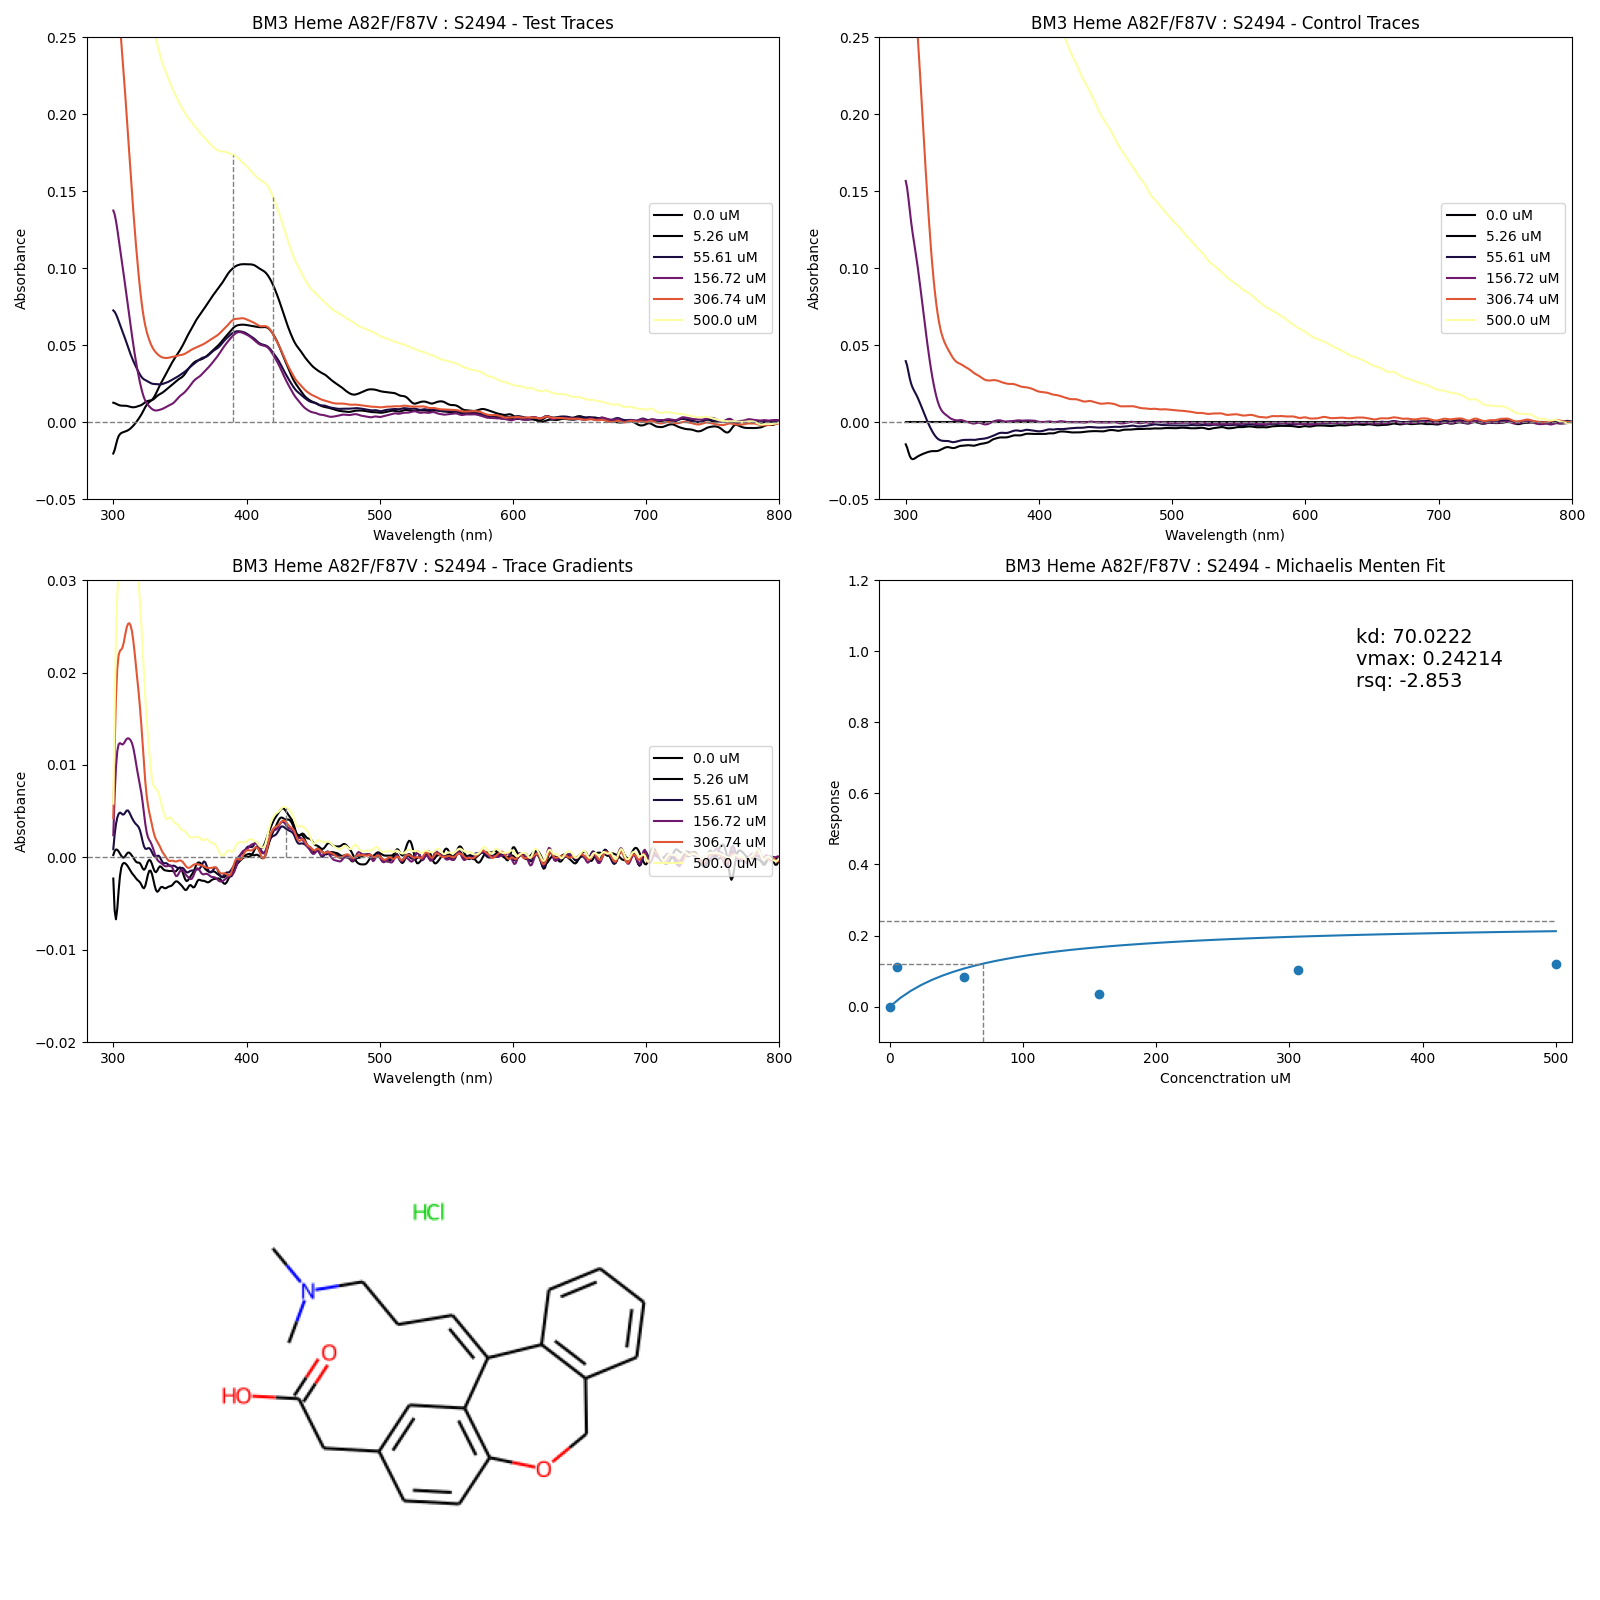 BM3 Heme A82F/F87V : S2494 - Test Traces
Absorbance
0.25
0.20
0.15
0.10
0.05
0.00
−0.05
300
400
500
600
700
800
Wavelength (nm)
0.0 uM
5.26 uM
55.61 uM
156.72 uM
306.74 uM
500.0 uM
BM3 Heme A82F/F87V : S2494 - Control Traces
Absorbance
0.25
0.20
0.15
0.10
0.05
0.00
−0.05
300
400
500
600
700
800
Wavelength (nm)
0.0 uM
5.26 uM
55.61 uM
156.72 uM
306.74 uM
500.0 uM
BM3 Heme A82F/F87V : S2494 - Trace Gradients
Absorbance
0.03
0.02
0.01
0.00
−0.01
−0.02
300
400
500
600
700
800
Wavelength (nm)
0.0 uM
5.26 uM
55.61 uM
156.72 uM
306.74 uM
500.0 uM
BM3 Heme A82F/F87V : S2494 - Michaelis Menten Fit
Response
1.2
1.0
0.8
0.6
0.4
0.2
0.0
0
100
200
300
400
500
Concenctration uM
kd: 70.0222
vmax: 0.24214
rsq: -2.853
HCl
N
O
HO
O